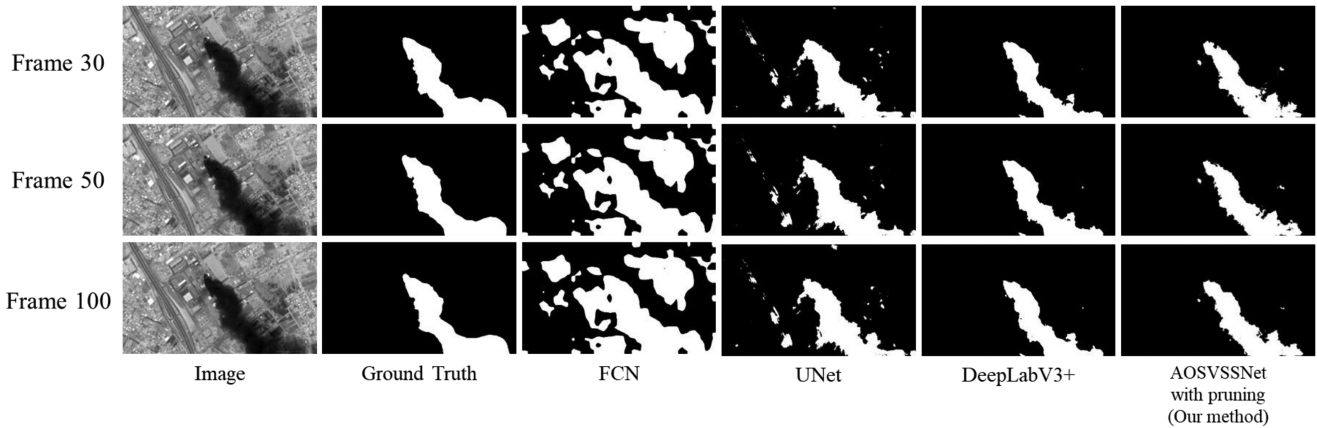 Frame 30
Frame 50
Frame 100
Image
Ground Truth
FCN
UNet
DeepLabV3+
AOSVSSNet
with pruning
(Our method)